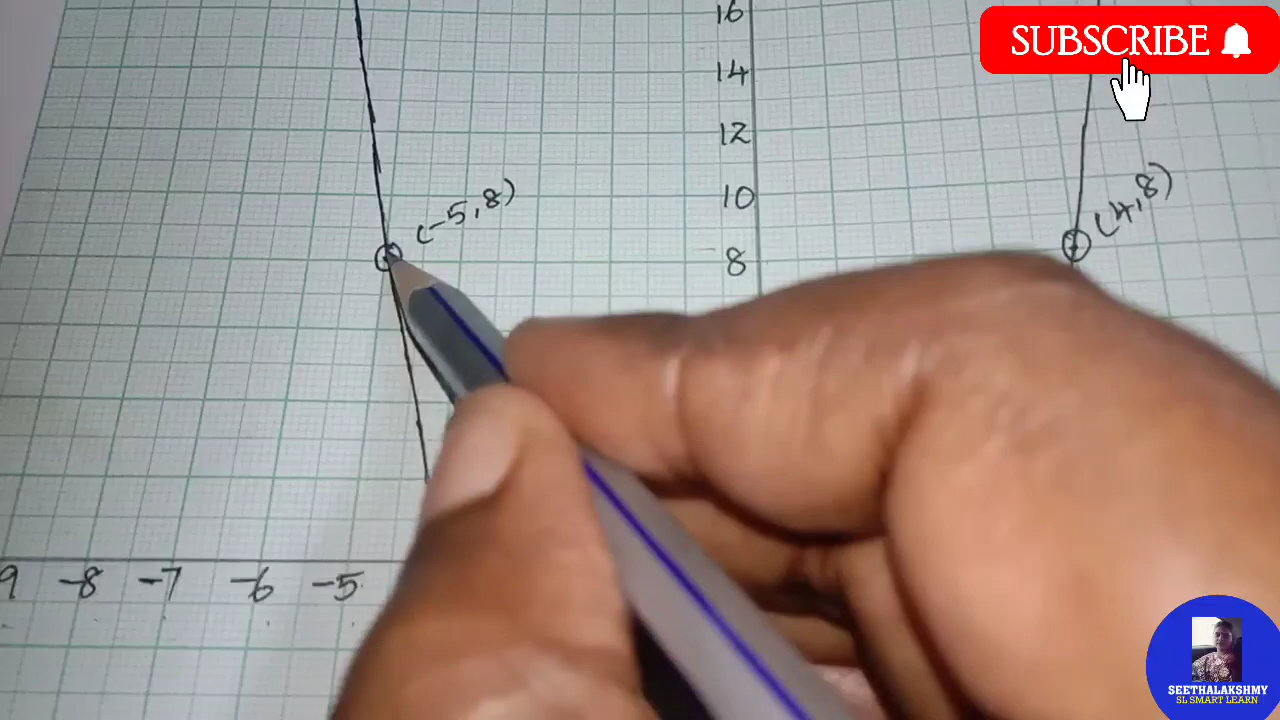 16
SUBSCRIBE
14
12
(-5,8)
10
(4,8)
8
9 -8 -7 -6 -5
SEETHALAKSHMY
SL SMART LEARN